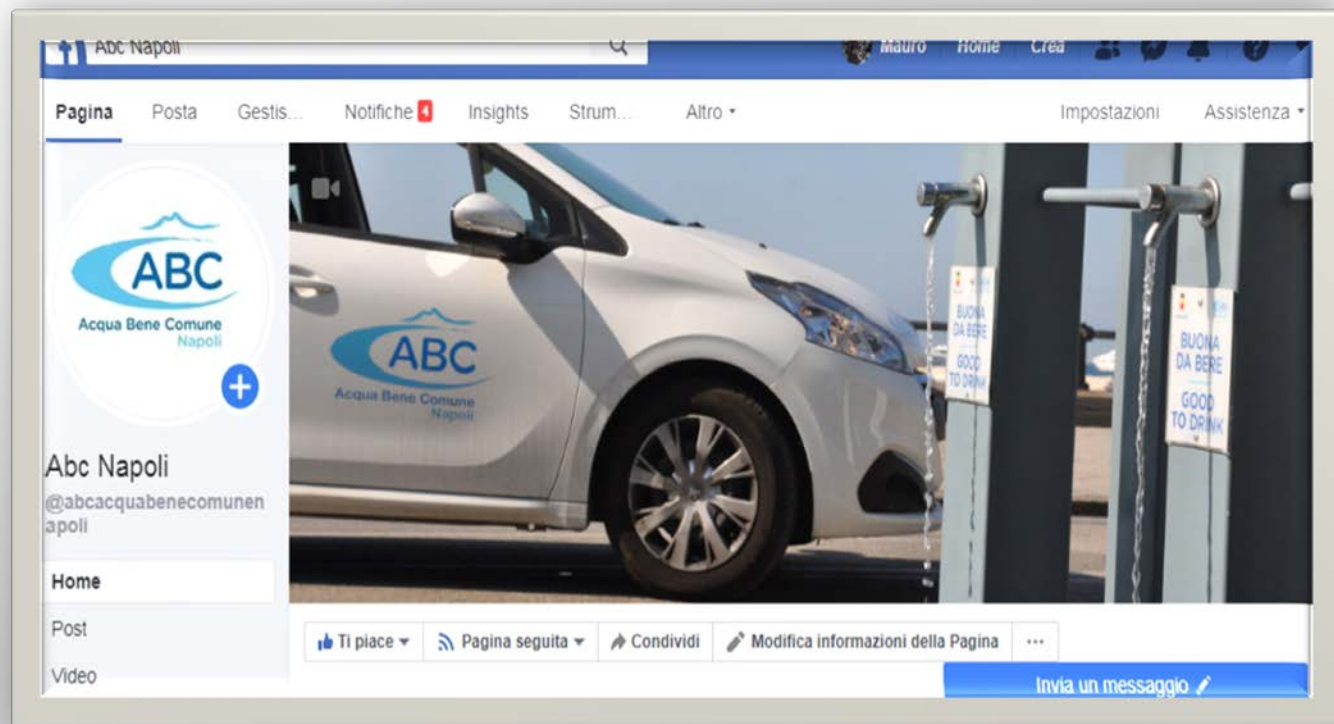 Abc Napoli
Mauro Home Crea
Pagina Posta Gestis... Notifiche 4 Insights Strum... Altro Impostazioni Assistenza
ABC
Acqua Bene Comune
Napoli
ABC
Acqua Bene Comune
Napoli
BUONA
DA BERE
GOOD
TO DRINK
BUONA
DA BERE
GOOD
TO DRINK
Abc Napoli
@abcacquabenecomunen
apoli
Home
Post
Video
Ti piace Pagina seguita Condividi Modifica informazioni della Pagina ...
Invia un messaggio